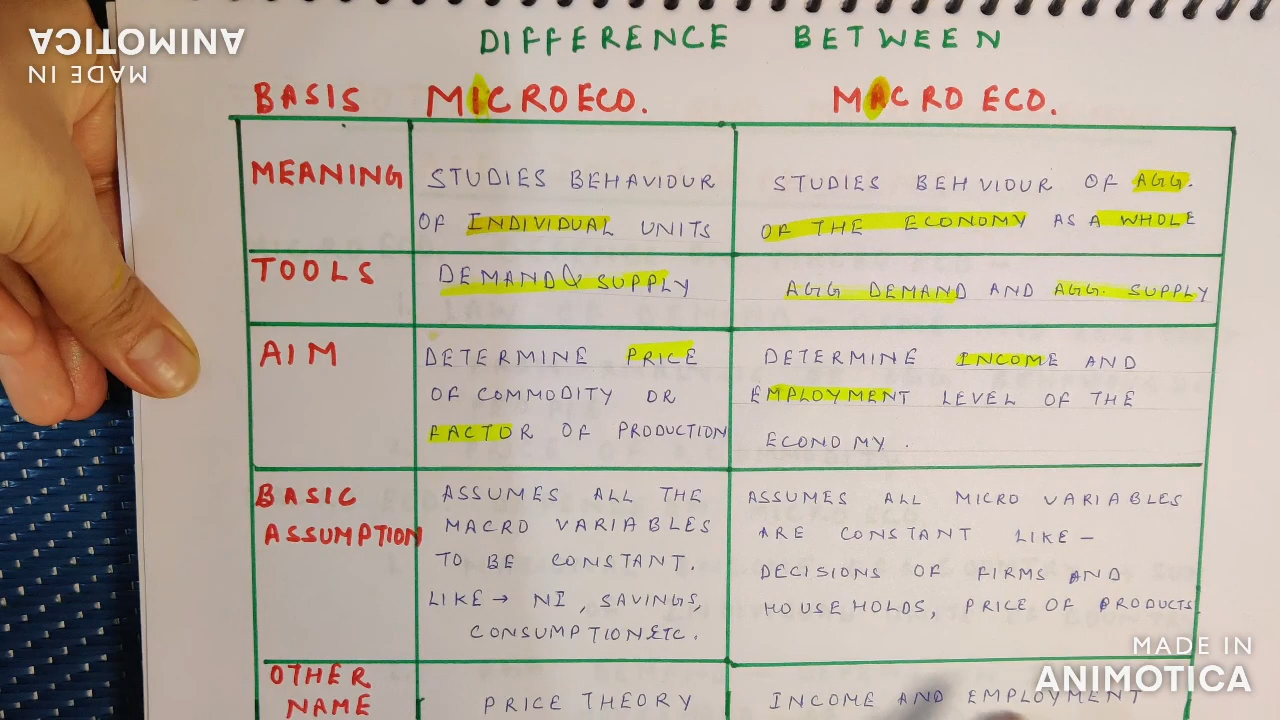 MADE IN
ANIMOTICA
DIFFERENCE BETWEEN
BASIS MICROECO. MACRO ECO.
MEANING
STUDIES BEHAVIOUR
OF INDIVIDUAL UNITS
STUDIES BEHVIOUR OF AGG.
OF THE ECONOMY AS A WHOLE
TOOLS
DEMAND & SUPPLY
AGG DEMAND AND AGG. SUPPLY
AIM
DETERMINE PRICE
OF COMMODITY OR
FACTOR OF PRODUCTION
DETERMINE INCOME AND
EMPLOYMENT LEVEL OF THE
ECONOMY.
BASIC
ASSUMPTION
ASSUMES ALL THE
MACRO VARIABLES
TO BE CONSTANT.
LIKE → NI, SAVINGS,
CONSUMPTION ETC.
ASSUMES ALL MICRO VARIABLES
ARE CONSTANT LIKE –
DECISIONS OF FIRMS AND
HOUSEHOLDS, PRICE OF PRODUCTS
OTHER
NAME
PRICE THEORY
INCOME AND EMPLOYMENT
MADE IN
ANIMOTICA